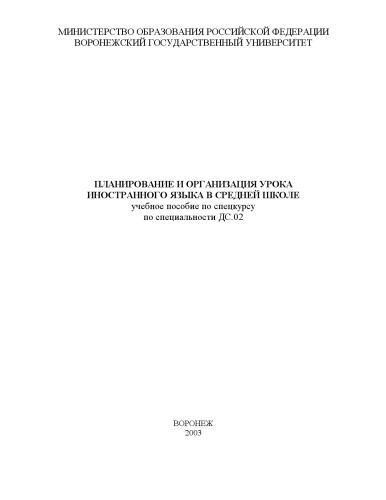 МИНИСТЕРСТВО ОБРАЗОВАНИЯ РОССИЙСКОЙ ФЕДЕРАЦИИ
ВОРОНЕЖСКИЙ ГОСУДАРСТВЕННЫЙ УНИВЕРСИТЕТ
ПЛАНИРОВАНИЕ И ОРГАНИЗАЦИЯ УРОКА
ИНОСТРАННОГО ЯЗЫКА В СРЕДНЕЙ ШКОЛЕ
учебное пособие по спецкурсу
по специальности ДС.02
ВОРОНЕЖ
2003